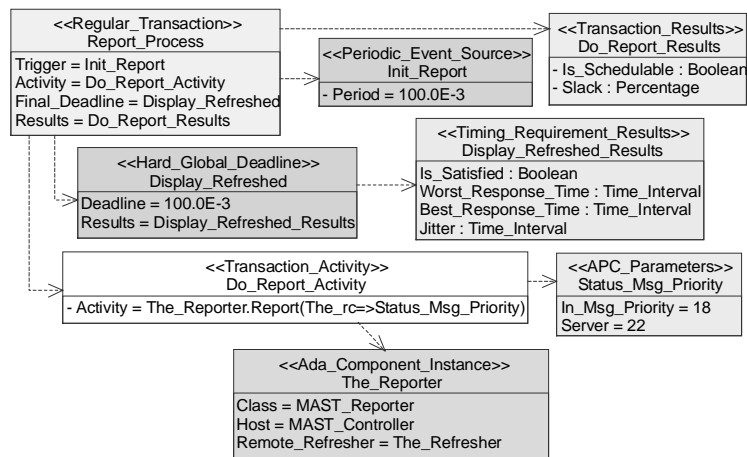 <<Regular_Transaction>>
Report_Process
Trigger = Init_Report
Activity = Do_Report_Activity
Final_Deadline = Display_Refreshed
Results = Do_Report_Results
<<Periodic_Event_Source>>
Init_Report
- Period = 100.0E-3
<<Transaction_Results>>
Do_Report_Results
- Is_Schedulable : Boolean
- Slack : Percentage
<<Hard_Global_Deadline>>
Display_Refreshed
Deadline = 100.0E-3
Results = Display_Refreshed_Results
<<Timing_Requirement_Results>>
Display_Refreshed_Results
Is_Satisfied : Boolean
Worst_Response_Time : Time_Interval
Best_Response_Time : Time_Interval
Jitter : Time_Interval
<<Transaction_Activity>>
Do_Report_Activity
- Activity = The_Reporter.Report(The_rc=>Status_Msg_Priority)
<<APC_Parameters>>
Status_Msg_Priority
In_Msg_Priority = 18
Server = 22
<<Ada_Component_Instance>>
The_Reporter
Class = MAST_Reporter
Host = MAST_Controller
Remote_Refresher = The_Refresher